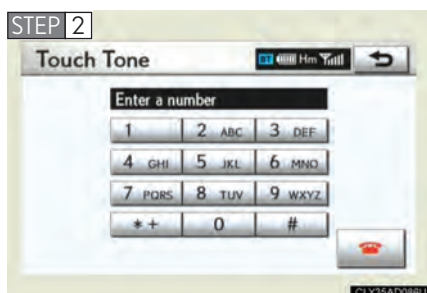 STEP 2
Touch Tone
BT Hm
Enter a number
1 2 ABC 3 DEF
4 GHI 5 JKL 6 MNO
7 PQRS 8 TUV 9 WXYZ
* + 0 #